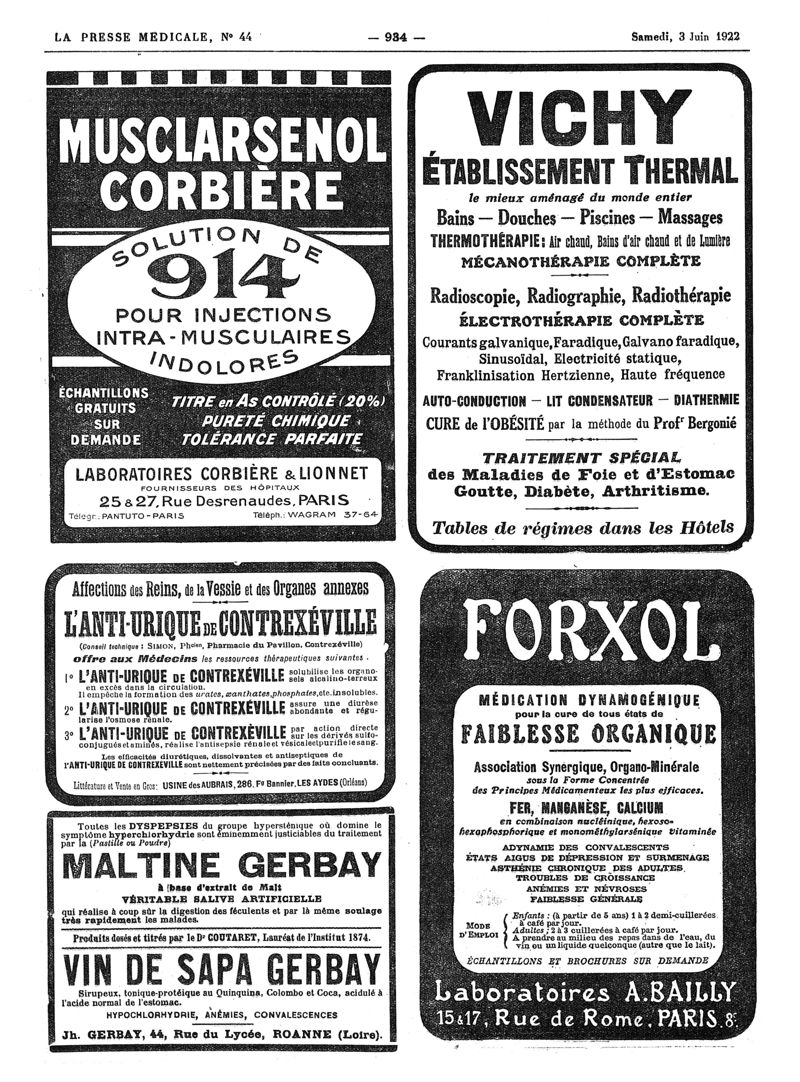 LA PRESSE MÉDICALE, N° 44
— 934 —
Samedi, 3 Juin 1922
MUSCLARSENOL
CORBIÈRE
SOLUTION DE
914
POUR INJECTIONS
INTRA-MUSCULAIRES
INDOLORES
ÉCHANTILLONS
GRATUITS
SUR
DEMANDE
TITRE en As CONTRÔLÉ (20%)
PURETÉ CHIMIQUE
TOLÉRANCE PARFAITE
LABORATOIRES CORBIÈRE & LIONNET
FOURNISSEURS DES HÔPITAUX
25 & 27, Rue Desrenaudes, PARIS
Télégr.: PANTUTO-PARIS Téléph.: WAGRAM 37-64
VICHY
ÉTABLISSEMENT THERMAL
le mieux aménagé du monde entier
Bains — Douches — Piscines — Massages
THERMOTHÉRAPIE: Air chaud, Bains d'air chaud et de Lumière
MÉCANOTHÉRAPIE COMPLÈTE
Radioscopie, Radiographie, Radiothérapie
ÉLECTROTHÉRAPIE COMPLÈTE
Courants galvanique, Faradique, Galvano faradique,
Sinusoïdal, Electricité statique,
Franklinisation Hertzienne, Haute fréquence
AUTO-CONDUCTION — LIT CONDENSATEUR — DIATHERMIE
CURE de l'OBÉSITÉ par la méthode du Profr Bergonié
TRAITEMENT SPÉCIAL
des Maladies de Foie et d'Estomac
Goutte, Diabète, Arthritisme.
Tables de régimes dans les Hôtels
Affections des Reins, de la Vessie et des Organes annexes
L'ANTI-URIQUE DE CONTREXÉVILLE
(Conseil technique : SIMON, Phcien, Pharmacie du Pavillon, Contrexéville)
offre aux Médecins les ressources thérapeutiques suivantes.
1° L'ANTI-URIQUE DE CONTREXÉVILLE solubilise les organo-sels alcalino-terreux
en excès dans la circulation.
Il empêche la formation des urates, xanthates, phosphates, etc. insolubles.
2° L'ANTI-URIQUE DE CONTREXÉVILLE assure une diurèse abondante et régu-
larise l'osmose rénale.
3° L'ANTI-URIQUE DE CONTREXÉVILLE par action directe sur les dérivés sulfo-
conjugués et aminés, réalise l'antisepsie rénale et vésicale et purifie le sang.
Les efficacités diurétiques, dissolvantes et antiseptiques de
l'ANTI-URIQUE DE CONTREXEVILLE sont nettement précisées par des faits concluants.
Littérature et Vente en Gros: USINE des AUBRAIS, 286, Fg Bannier, LES AYDES (Orléans)
Toutes les DYSPEPSIES du groupe hypersténique où domine le
symptôme hyperchlorhydrie sont éminemment justiciables du traitement
par la (Pastille ou Poudre)
MALTINE GERBAY
à base d'extrait de Malt
VÉRITABLE SALIVE ARTIFICIELLE
qui réalise à coup sûr la digestion des féculents et par là même soulage
très rapidement les malades.
Produits dosés et titrés par le Dr COUTARET, Lauréat de l'Institut 1874.
VIN DE SAPA GERBAY
Sirupeux, tonique-protéique au Quinquina, Colombo et Coca, acidulé à
l'acide normal de l'estomac.
HYPOCHLORHYDRIE, ANÉMIES, CONVALESCENCES
Jh. GERBAY, 44, Rue du Lycée, ROANNE (Loire).
FORXOL
MÉDICATION DYNAMOGÉNIQUE
pour la cure de tous états de
FAIBLESSE ORGANIQUE
Association Synergique, Organo-Minérale
sous la Forme Concentrée
des Principes Médicamenteux les plus efficaces.
FER, MANGANÈSE, CALCIUM
en combinaison nucléinique, hexoso-
hexaphosphorique et monométhylarsénique vitaminée
ADYNAMIE DES CONVALESCENTS
ÉTATS AIGUS DE DÉPRESSION ET SURMENAGE
ASTHÉNIE CHRONIQUE DES ADULTES
TROUBLES DE CROISSANCE
ANÉMIES ET NÉVROSES
FAIBLESSE GÉNÉRALE
MODE
D'EMPLOI
Enfants: (à partir de 5 ans) 1 à 2 demi-cuillerées
à café par jour.
Adultes: 2 à 3 cuillerées à café par jour.
A prendre au milieu des repas dans de l'eau, du
vin ou un liquide quelconque (autre que le lait).
ÉCHANTILLONS ET BROCHURES SUR DEMANDE
Laboratoires A. BAILLY
15 & 17, Rue de Rome, PARIS. 8e.